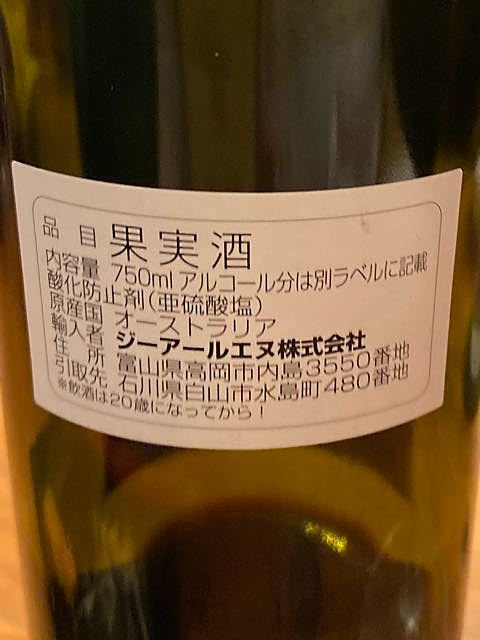 品 目 果実酒
内容量 750ml アルコール分は別ラベルに記載
酸化防止剤(亜硫酸塩)
原産国 オーストラリア
輸入者 ジーアールエヌ株式会社
住 所 富山県高岡市内島3550番地
引取先 石川県白山市水島町480番地
※飲酒は20歳になってから！